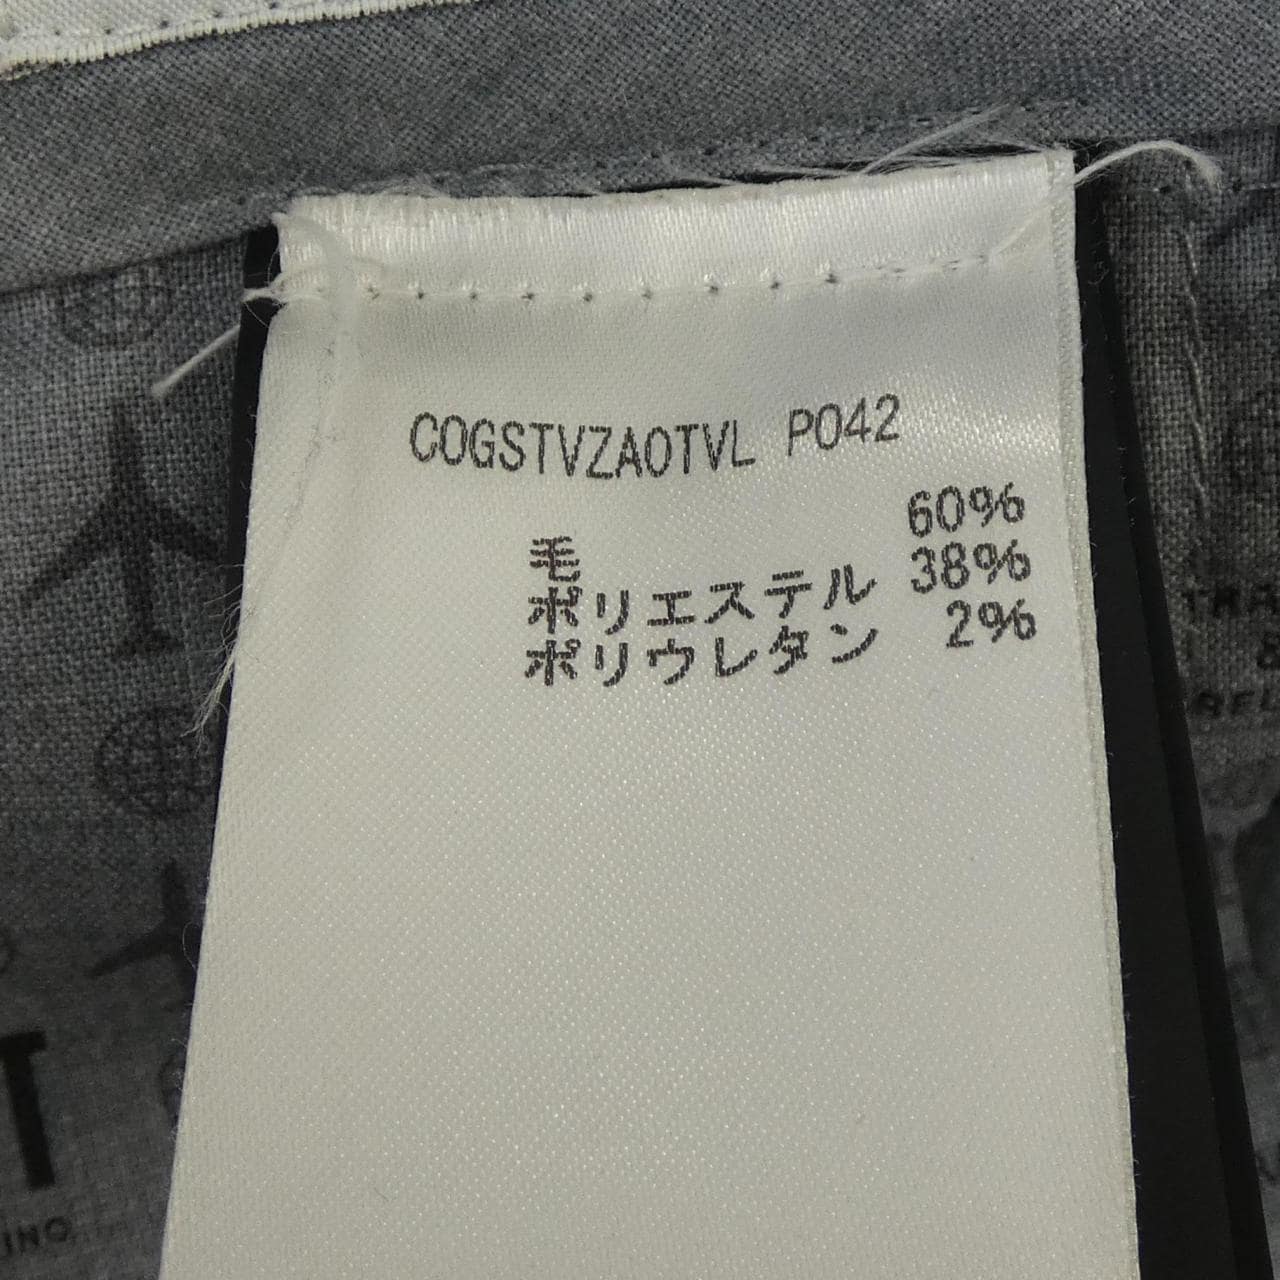 COGSTVZAOTVL P042
毛 60%
ポリエステル 38%
ポリウレタン 2%